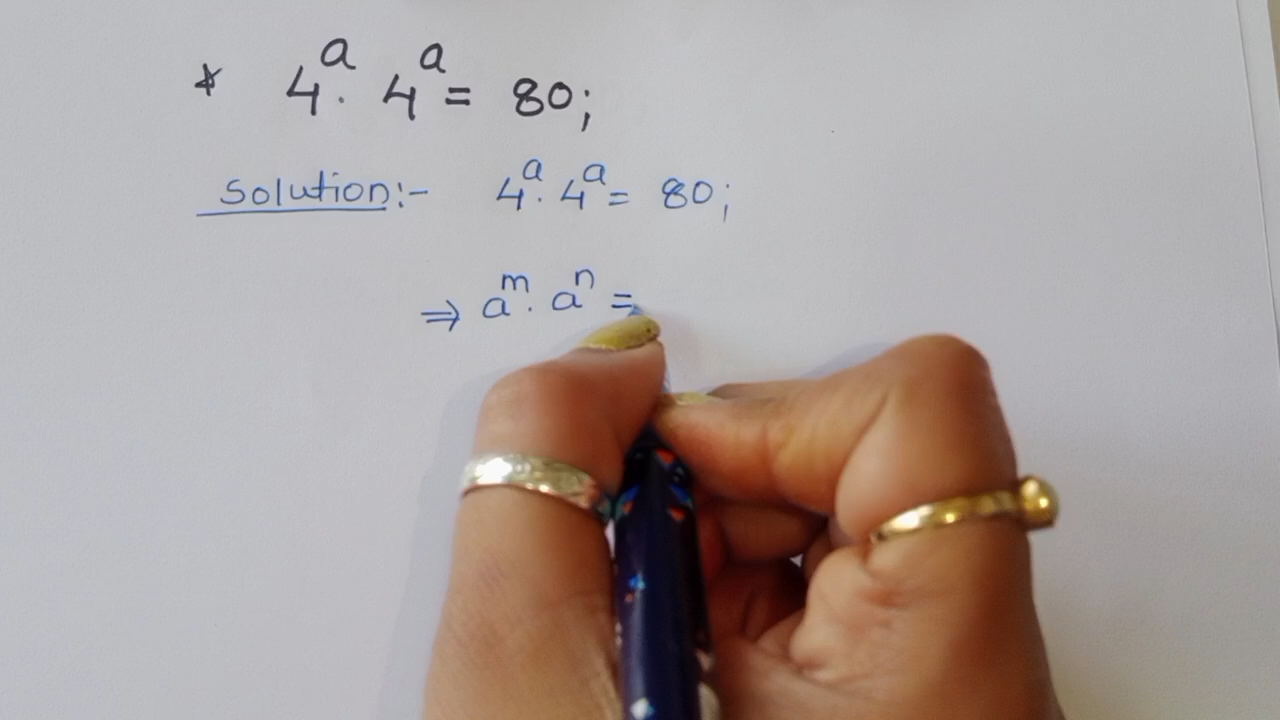 * 4^a . 4^a = 80;
Solution:- 4^a . 4^a = 80;
⇒ a^m . a^n =